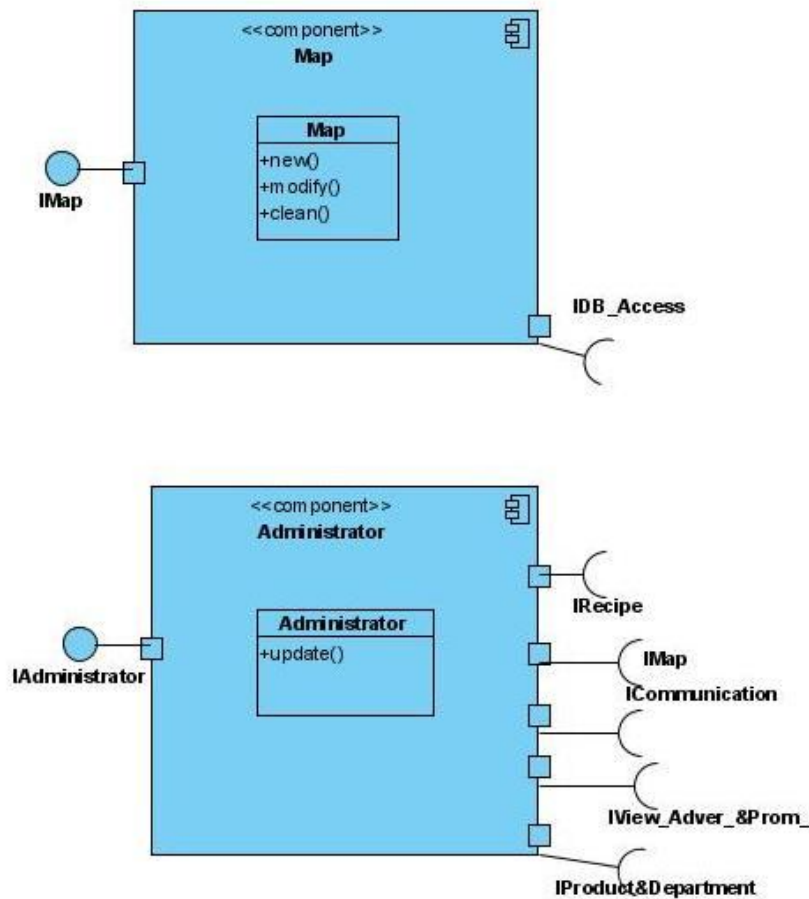 <<component>>
Map
Map
+new()
+modify()
+clean()
IMap
IDB_Access
<<component>>
Administrator
Administrator
+update()
IAdministrator
IRecipe
IMap
ICommunication
IView_Adver_&Prom_
IProduct&Department